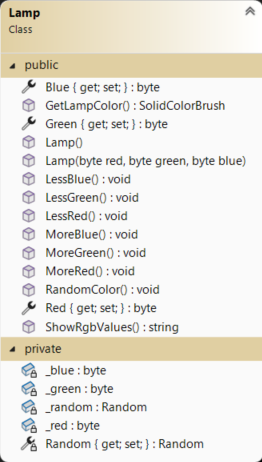 Lamp
Class
public
Blue { get; set; } : byte
GetLampColor() : SolidColorBrush
Green { get; set; } : byte
Lamp()
Lamp(byte red, byte green, byte blue)
LessBlue() : void
LessGreen() : void
LessRed() : void
MoreBlue() : void
MoreGreen() : void
MoreRed() : void
RandomColor() : void
Red { get; set; } : byte
ShowRgbValues() : string
private
_blue : byte
_green : byte
_random : Random
_red : byte
Random { get; set; } : Random